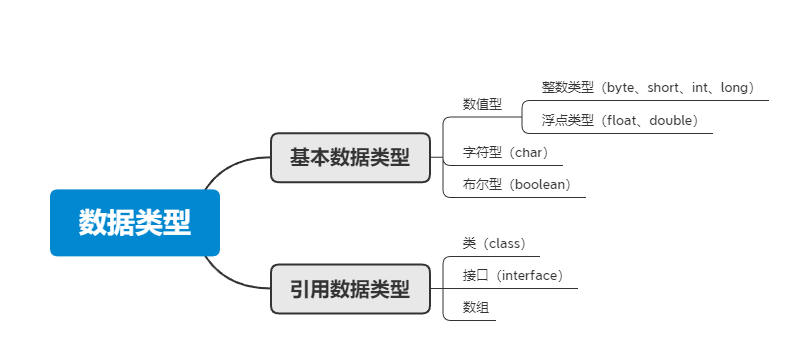 数据类型
基本数据类型
数值型
整数类型（byte、short、int、long）
浮点类型（float、double）
字符型（char）
布尔型（boolean）
引用数据类型
类（class）
接口（interface）
数组